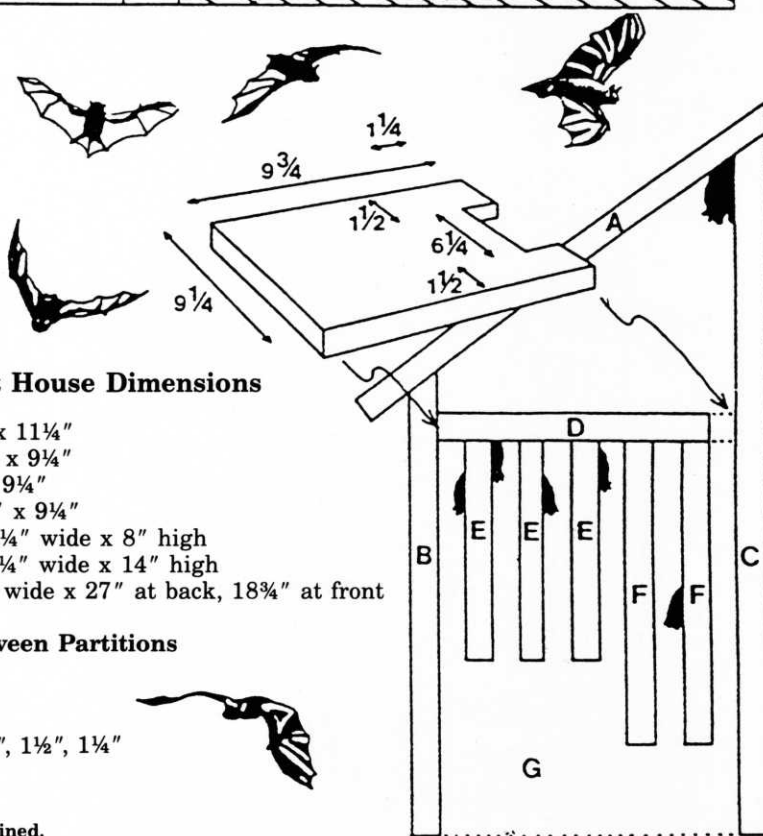 1¼
9¾
1½
6¼
1½
9¼
A
House Dimensions
x 11¼"
x 9¼"
9¼"
x 9¼"
¼" wide x 8" high
¼" wide x 14" high
wide x 27" at back, 18¾" at front
Partitions
1½", 1¼"
D
B
E
E
E
F
F
C
G